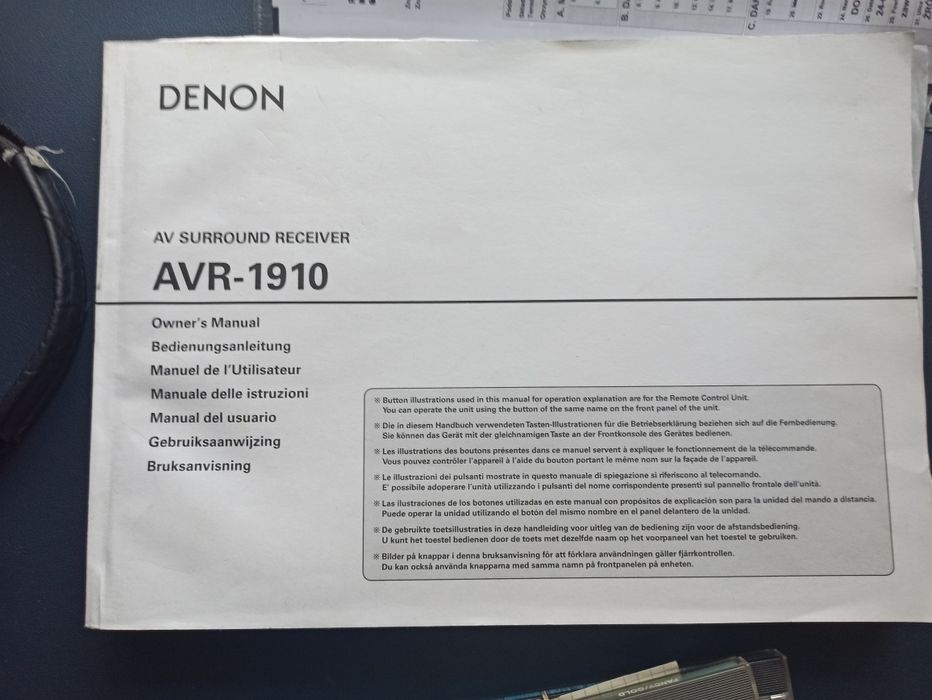 DENON
AV SURROUND RECEIVER
AVR-1910
Owner's Manual
Bedienungsanleitung
Manuel de l'Utilisateur
Manuale delle istruzioni
Manual del usuario
Gebruiksaanwijzing
Bruksanvisning
※ Button illustrations used in this manual for operation explanation are for the Remote Control Unit.
You can operate the unit using the button of the same name on the front panel of the unit.
※ Die in diesem Handbuch verwendeten Tasten-Illustrationen für die Betriebserklärung beziehen sich auf die Fernbedienung.
Sie können das Gerät mit der gleichnamigen Taste an der Frontkonsole des Gerätes bedienen.
※ Les illustrations des boutons présentes dans ce manuel servent à expliquer le fonctionnement de la télécommande.
Vous pouvez contrôler l'appareil à l'aide du bouton portant le même nom sur la façade de l'appareil.
※ Le illustrazioni dei pulsanti mostrate in questo manuale di spiegazione si riferiscono al telecomando.
E' possibile adoperare l'unità utilizzando i pulsanti del nome corrispondente presenti sul pannello frontale dell'unità.
※ Las ilustraciones de los botones utilizadas en este manual con propósitos de explicación son para la unidad del mando a distancia.
Puede operar la unidad utilizando el botón del mismo nombre en el panel delantero de la unidad.
※ De gebruikte toetsillustraties in deze handleiding voor uitleg van de bediening zijn voor de afstandsbediening.
U kunt het toestel bedienen door de toets met dezelfde naam op het voorpaneel van het toestel te gebruiken.
※ Bilder på knappar i denna bruksanvisning för att förklara användningen gäller fjärrkontrollen.
Du kan också använda knapparna med samma namn på frontpanelen på enheten.